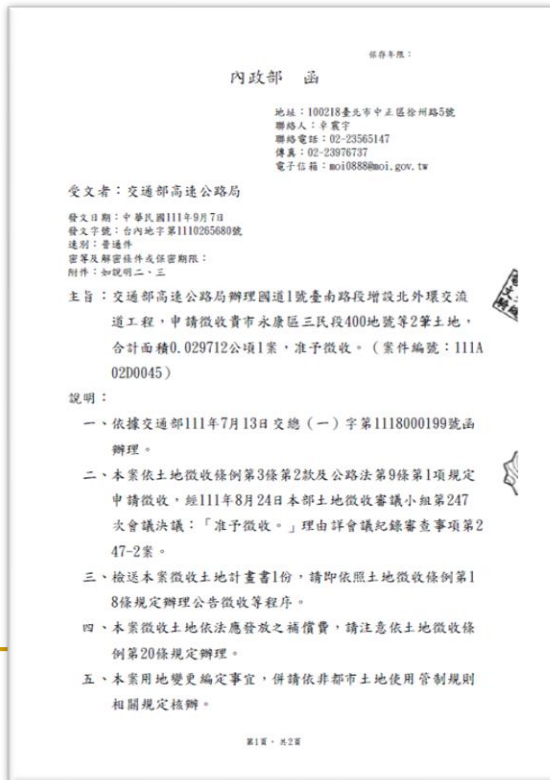 保存年限：
內政部　函
地址：100218臺北市中正區徐州路5號
聯絡人：卓震宇
聯絡電話：02-23565147
傳真：02-23976737
電子信箱：moi0888@moi.gov.tw
受文者：交通部高速公路局
發文日期：中華民國111年9月7日
發文字號：台內地字第1110265680號
速別：普通件
密等及解密條件或保密期限：
附件：如說明二、三
主旨：交通部高速公路局辦理國道1號臺南路段增設北外環交流
道工程，申請徵收貴市永康區三民段400地號等2筆土地，
合計面積0.029712公頃1案，准予徵收。（案件編號：111A
02D0045）
說明：
一、依據交通部111年7月13日交總（一）字第1118000199號函
辦理。
二、本案依土地徵收條例第3條第2款及公路法第9條第1項規定
申請徵收，經111年8月24日本部土地徵收審議小組第247
次會議決議：「准予徵收。」理由詳會議紀錄審查事項第2
47-2案。
三、檢送本案徵收土地計畫書1份，請即依照土地徵收條例第1
8條規定辦理公告徵收等程序。
四、本案徵收土地依法應發放之補償費，請注意依土地徵收條
例第20條規定辦理。
五、本案用地變更編定事宜，併請依非都市土地使用管制規則
相關規定核辦。
第1頁，共2頁